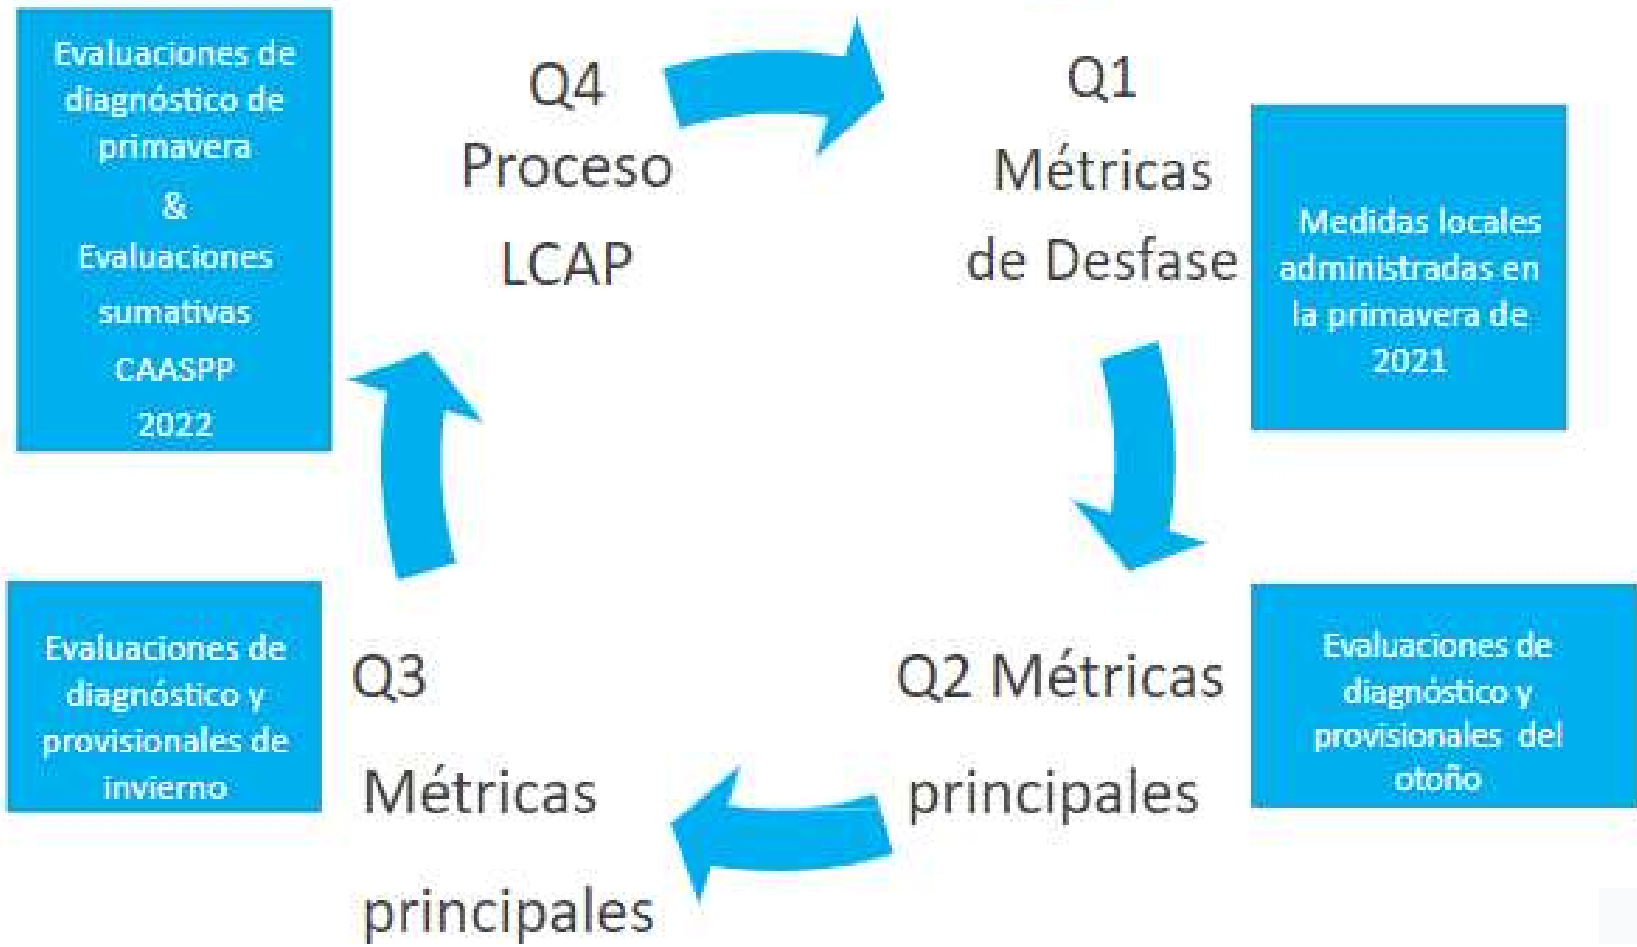 Evaluaciones de
diagnóstico de
primavera
&
Evaluaciones
sumativas
CAASPP
2022
Q4
Proceso
LCAP
Q1
Métricas
de Desfase
Medidas locales
administradas en
la primavera de
2021
Evaluaciones de
diagnóstico y
provisionales de
invierno
Q3
Métricas
principales
Q2 Métricas
principales
Evaluaciones de
diagnóstico y
provisionales del
otoño